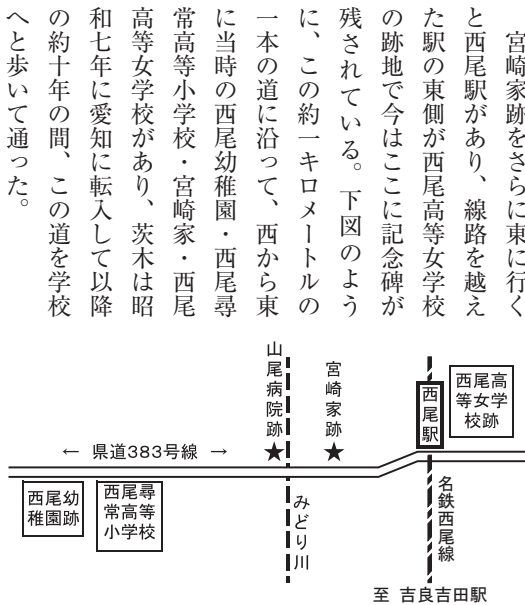 宮崎家跡をさらに東に行く
と西尾駅があり、線路を越え
た駅の東側が西尾高等女学校
の跡地で今はここに記念碑が
残されている。下図のよう
に、この約一キロメートルの
一本の道に沿って、西から東
に当時の西尾幼稚園・西尾尋
常高等小学校・宮崎家・西尾
高等女学校があり、茨木は昭
和七年に愛知に転入して以降
の約十年の間、この道を学校
へと歩いて通った。
西尾高
等女学
校跡
西尾駅
宮崎家跡
★
山尾病院跡
★
← 県道383号線 →
名鉄西尾線
みどり川
西尾尋
常高等
小学校
西尾幼
稚園跡
至 吉良吉田駅